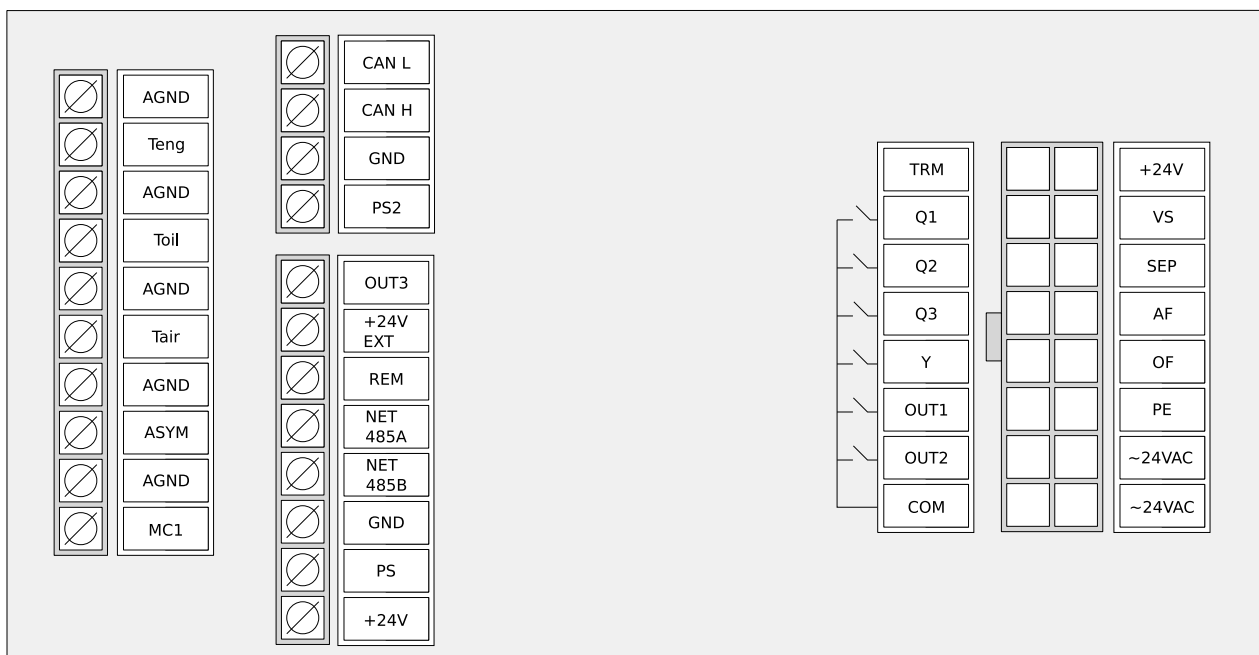 AGND
Teng
AGND
Toil
AGND
Tair
AGND
ASYM
AGND
MC1
CAN L
CAN H
GND
PS2
OUT3
+24V
EXT
REM
NET
485A
NET
485B
GND
PS
+24V
TRM
Q1
Q2
Q3
Y
OUT1
OUT2
COM
+24V
VS
SEP
AF
OF
PE
~24VAC
~24VAC